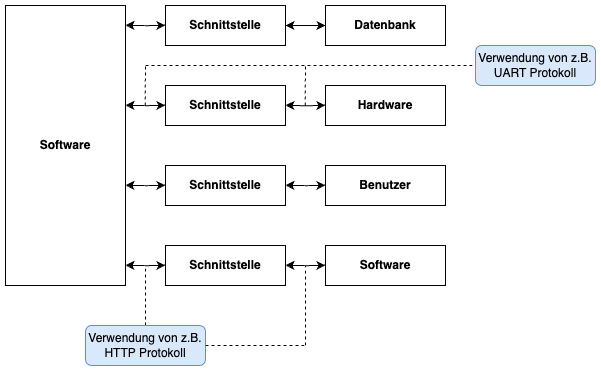 Schnittstelle
Datenbank
Verwendung von z.B.
UART Protokoll
Schnittstelle
Hardware
Software
Schnittstelle
Benutzer
Schnittstelle
Software
Verwendung von z.B.
HTTP Protokoll